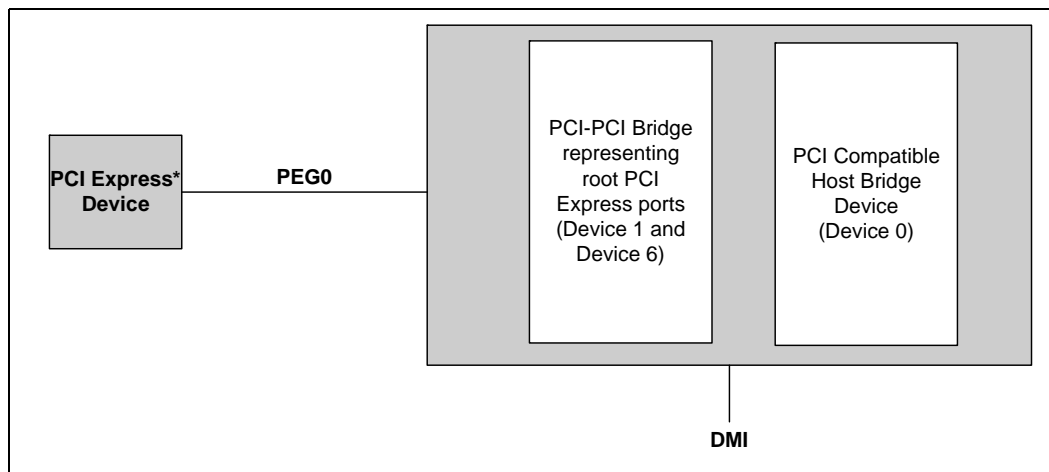 PCI Express*
Device
PEG0
PCI-PCI Bridge
representing
root PCI
Express ports
(Device 1 and
Device 6)
PCI Compatible
Host Bridge
Device
(Device 0)
DMI